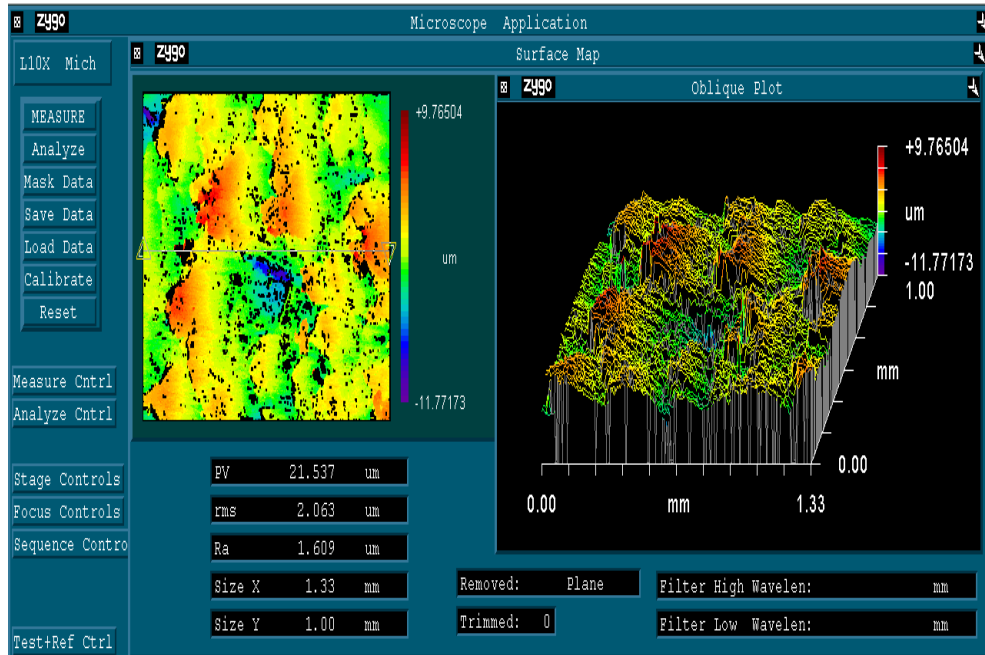 zygo Microscope Application
L10X Mich
zygo Surface Map
MEASURE
Analyze
Mask Data
Save Data
Load Data
Calibrate
Reset
Measure Cntrl
Analyze Cntrl
Stage Controls
Focus Controls
Sequence Contro
Test+Ref Ctrl
+9.76504
um
-11.77173
zygo Oblique Plot
+9.76504
um
-11.77173
1.00
mm
0.00
0.00 mm 1.33
PV 21.537 um
rms 2.063 um
Ra 1.609 um
Size X 1.33 mm
Size Y 1.00 mm
Removed: Plane
Trimmed: 0
Filter High Wavelen: mm
Filter Low Wavelen: mm